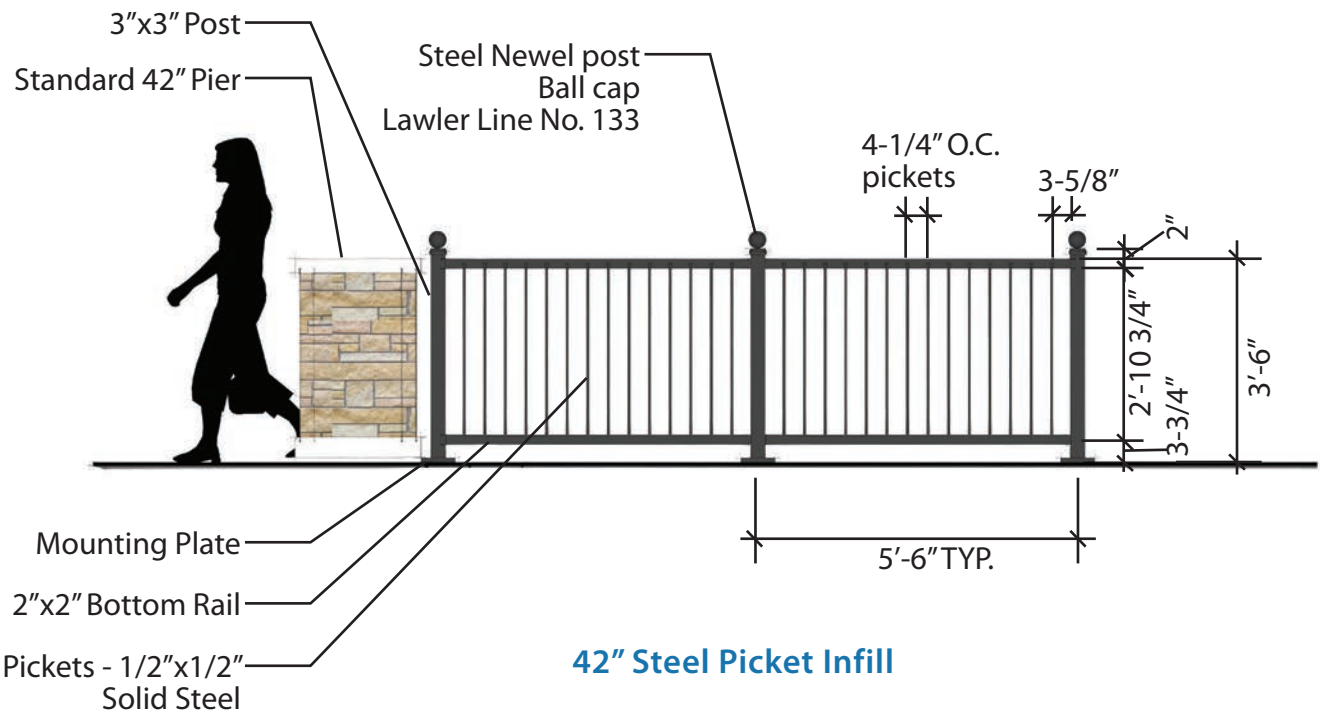 3”x3” Post
Standard 42” Pier
Steel Newel post
Ball cap
Lawler Line No. 133
4-1/4” O.C.
pickets
3-5/8”
2”
2’-10 3/4”
3-3/4”
3’-6”
5’-6” TYP.
Mounting Plate
2”x2” Bottom Rail
Pickets - 1/2”x1/2”
Solid Steel
42” Steel Picket Infill